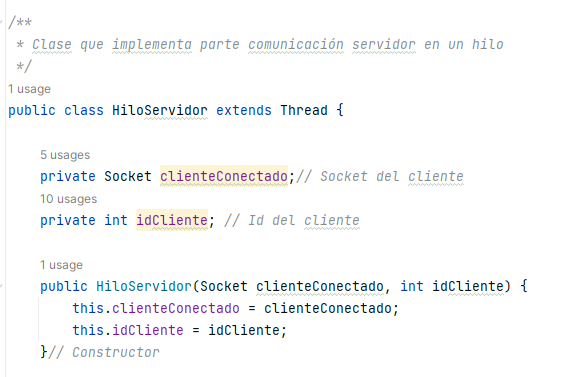 /**
* Clase que implementa parte comunicación servidor en un hilo
*/
1 usage
public class HiloServidor extends Thread {
5 usages
private Socket clienteConectado;// Socket del cliente
10 usages
private int idCliente; // Id del cliente
1 usage
public HiloServidor(Socket clienteConectado, int idCliente) {
this.clienteConectado = clienteConectado;
this.idCliente = idCliente;
}// Constructor